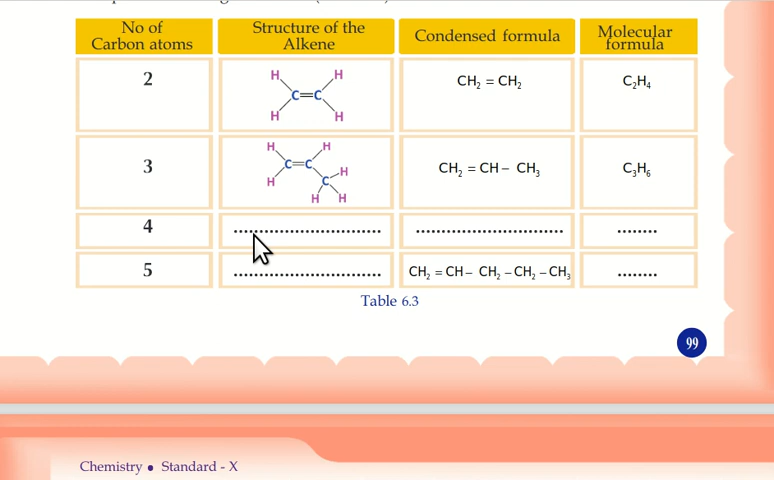 No of Carbon atoms
Structure of the Alkene
Condensed formula
Molecular formula
2
H H
C=C
H H
CH₂ = CH₂
C₂H₄
3
H H
C=C
H
C H
H H
CH₂ = CH – CH₃
C₃H₆
4
............................
............................
........
5
............................
CH₂ = CH – CH₂ – CH₂ – CH₃
........
Table 6.3
99
Chemistry • Standard - X